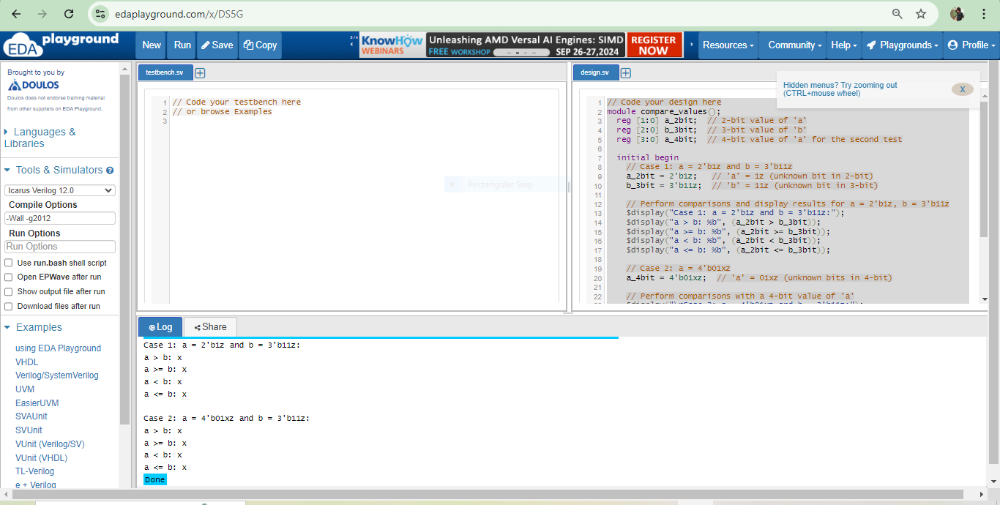 edaplayground.com/x/DS5G
EDA playground
New
Run
Save
Copy
2/4
KnowHow
WEBINARS
Unleashing AMD Versal AI Engines: SIMD
FREE WORKSHOP
SEP 26-27,2024
REGISTER
NOW
Resources
Community
Help
Playgrounds
Profile
Brought to you by
DOULOS
Doulos does not endorse training material
from other suppliers on EDA Playground.
Languages &
Libraries
Tools & Simulators
Icarus Verilog 12.0
Compile Options
-Wall -g2012
Run Options
Run Options
Use run.bash shell script
Open EPWave after run
Show output file after run
Download files after run
Examples
using EDA Playground
VHDL
Verilog/SystemVerilog
UVM
EasierUVM
SVAUnit
SVUnit
VUnit (Verilog/SV)
VUnit (VHDL)
TL-Verilog
e + Verilog
testbench.sv
1 // Code your testbench here
2 // or browse Examples
3
Rectangular Snip
design.sv
Hidden menus? Try zooming out
(CTRL+mouse wheel)
X
1 // Code your design here
2 module compare_values();
3 reg [1:0] a_2bit; // 2-bit value of 'a'
4 reg [2:0] b_3bit; // 3-bit value of 'b'
5 reg [3:0] a_4bit; // 4-bit value of 'a' for the second test
6
7 initial begin
8 // Case 1: a = 2'b1z and b = 3'b11z
9 a_2bit = 2'b1z; // 'a' = 1z (unknown bit in 2-bit)
10 b_3bit = 3'b11z; // 'b' = 11z (unknown bit in 3-bit)
11
12 // Perform comparisons and display results for a = 2'b1z, b = 3'b11z
13 $display("Case 1: a = 2'b1z and b = 3'b11z:");
14 $display("a > b: %b", (a_2bit > b_3bit));
15 $display("a >= b: %b", (a_2bit >= b_3bit));
16 $display("a < b: %b", (a_2bit < b_3bit));
17 $display("a <= b: %b", (a_2bit <= b_3bit));
18
19 // Case 2: a = 4'b01xz
20 a_4bit = 4'b01xz; // 'a' = 01xz (unknown bits in 4-bit)
21
22 // Perform comparisons with a 4-bit value of 'a'
Log
Share
Case 1: a = 2'b1z and b = 3'b11z:
a > b: x
a >= b: x
a < b: x
a <= b: x
Case 2: a = 4'b01xz and b = 3'b11z:
a > b: x
a >= b: x
a < b: x
a <= b: x
Done